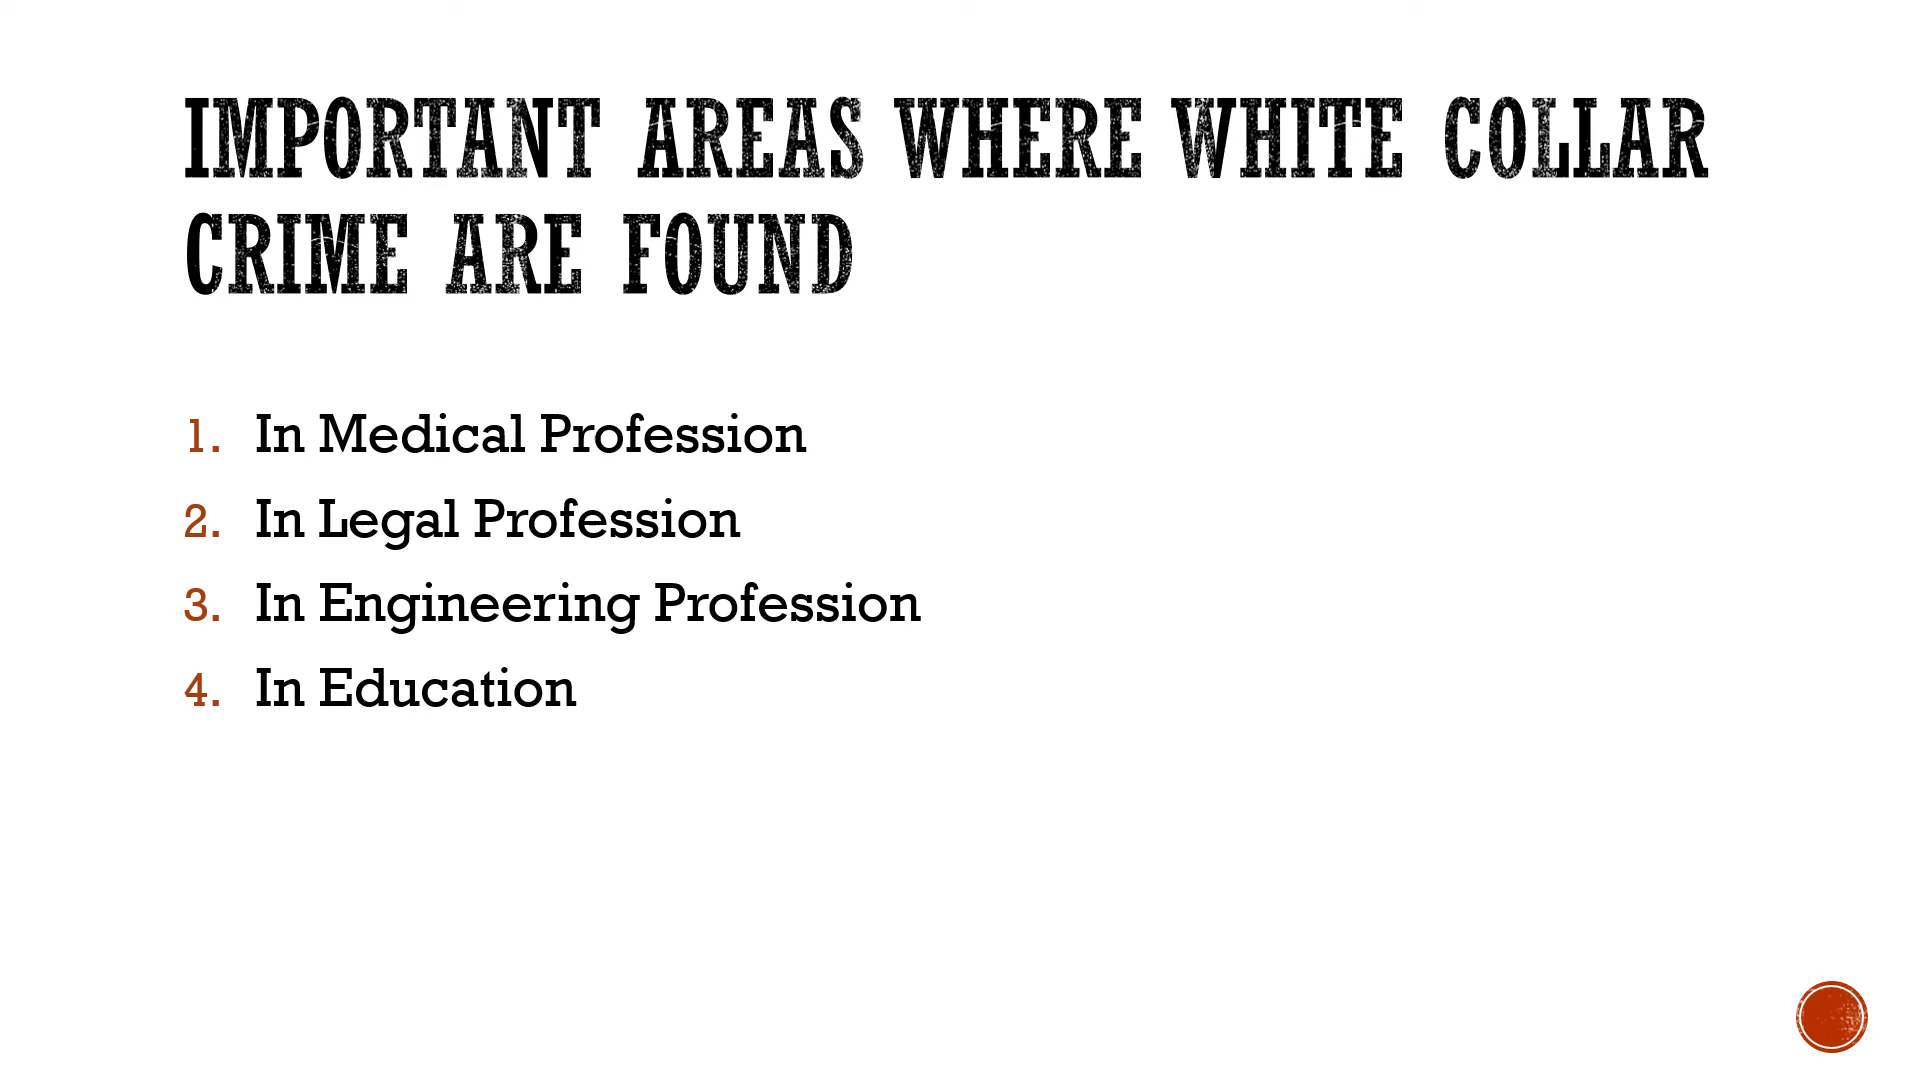 IMPORTANT AREAS WHERE WHITE COLLAR
CRIME ARE FOUND
1. In Medical Profession
2. In Legal Profession
3. In Engineering Profession
4. In Education